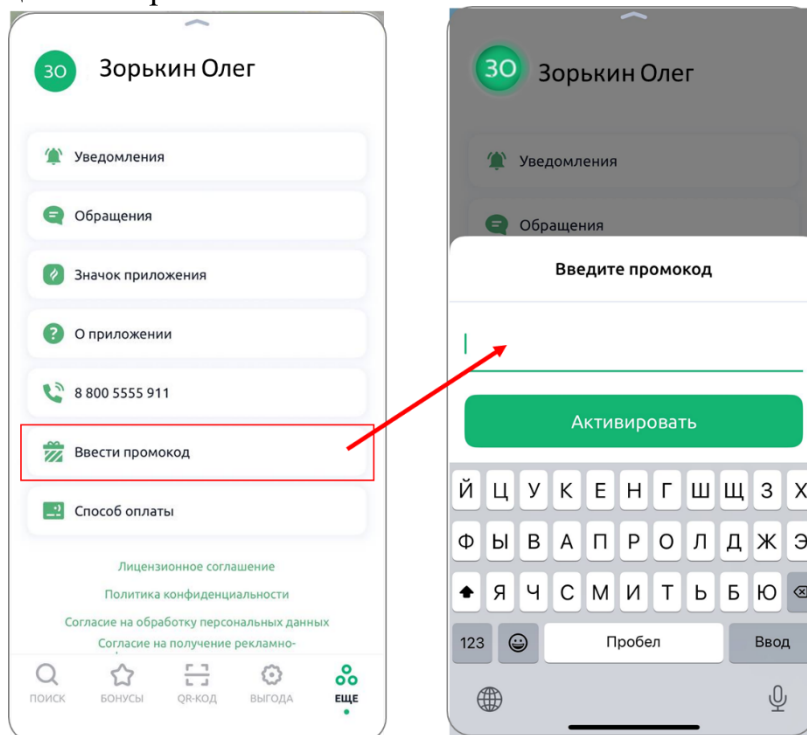 ЗО Зорькин Олег
Уведомления
Обращения
Значок приложения
О приложении
8 800 5555 911
Ввести промокод
Способ оплаты
Лицензионное соглашение
Политика конфиденциальности
Согласие на обработку персональных данных
Согласие на получение рекламно-
ПОИСК БОНУСЫ QR-КОД ВЫГОДА ЕЩЕ
ЗО Зорькин Олег
Уведомления
Обращения
Введите промокод
Активировать
Й Ц У К Е Н Г Ш Щ З Х
Ф Ы В А П Р О Л Д Ж Э
Я Ч С М И Т Ь Б Ю
123 Пробел Ввод